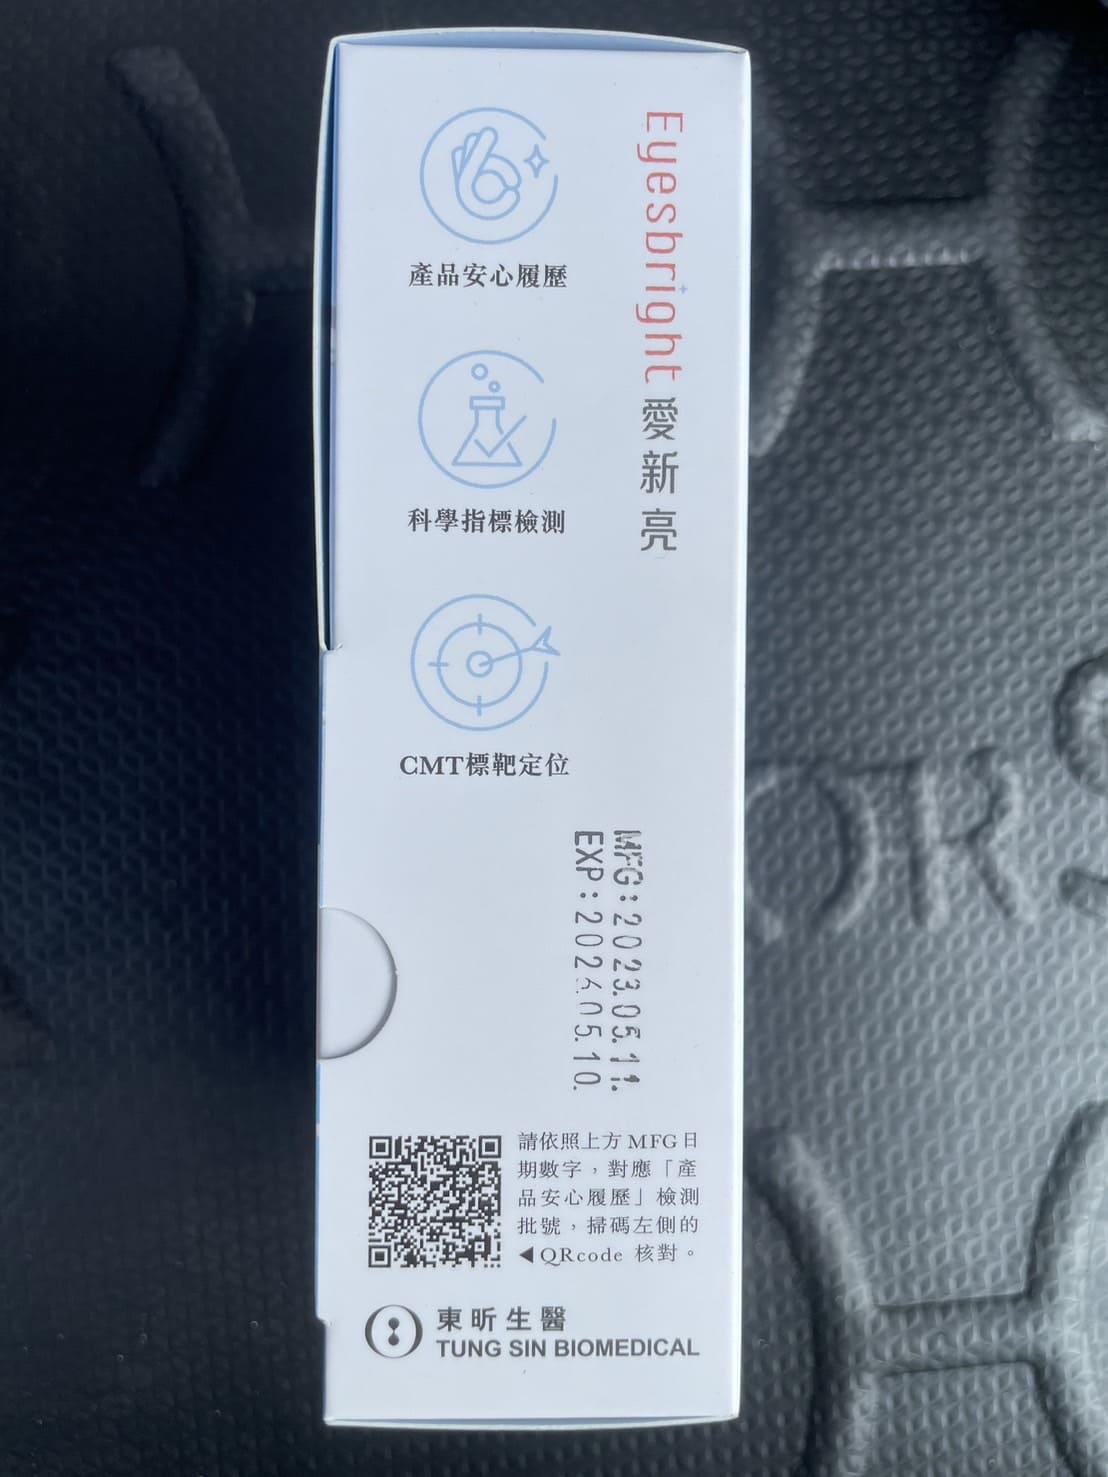 Eyesbright 愛新亮
產品安心履歷
科學指標檢測
CMT標靶定位
MFG:2023.05.11.
EXP:2026.05.10.
請依照上方 MFG 日
期數字，對應「產
品安心履歷」檢測
批號，掃碼左側的
◀QRcode 核對。
東昕生醫
TUNG SIN BIOMEDICAL